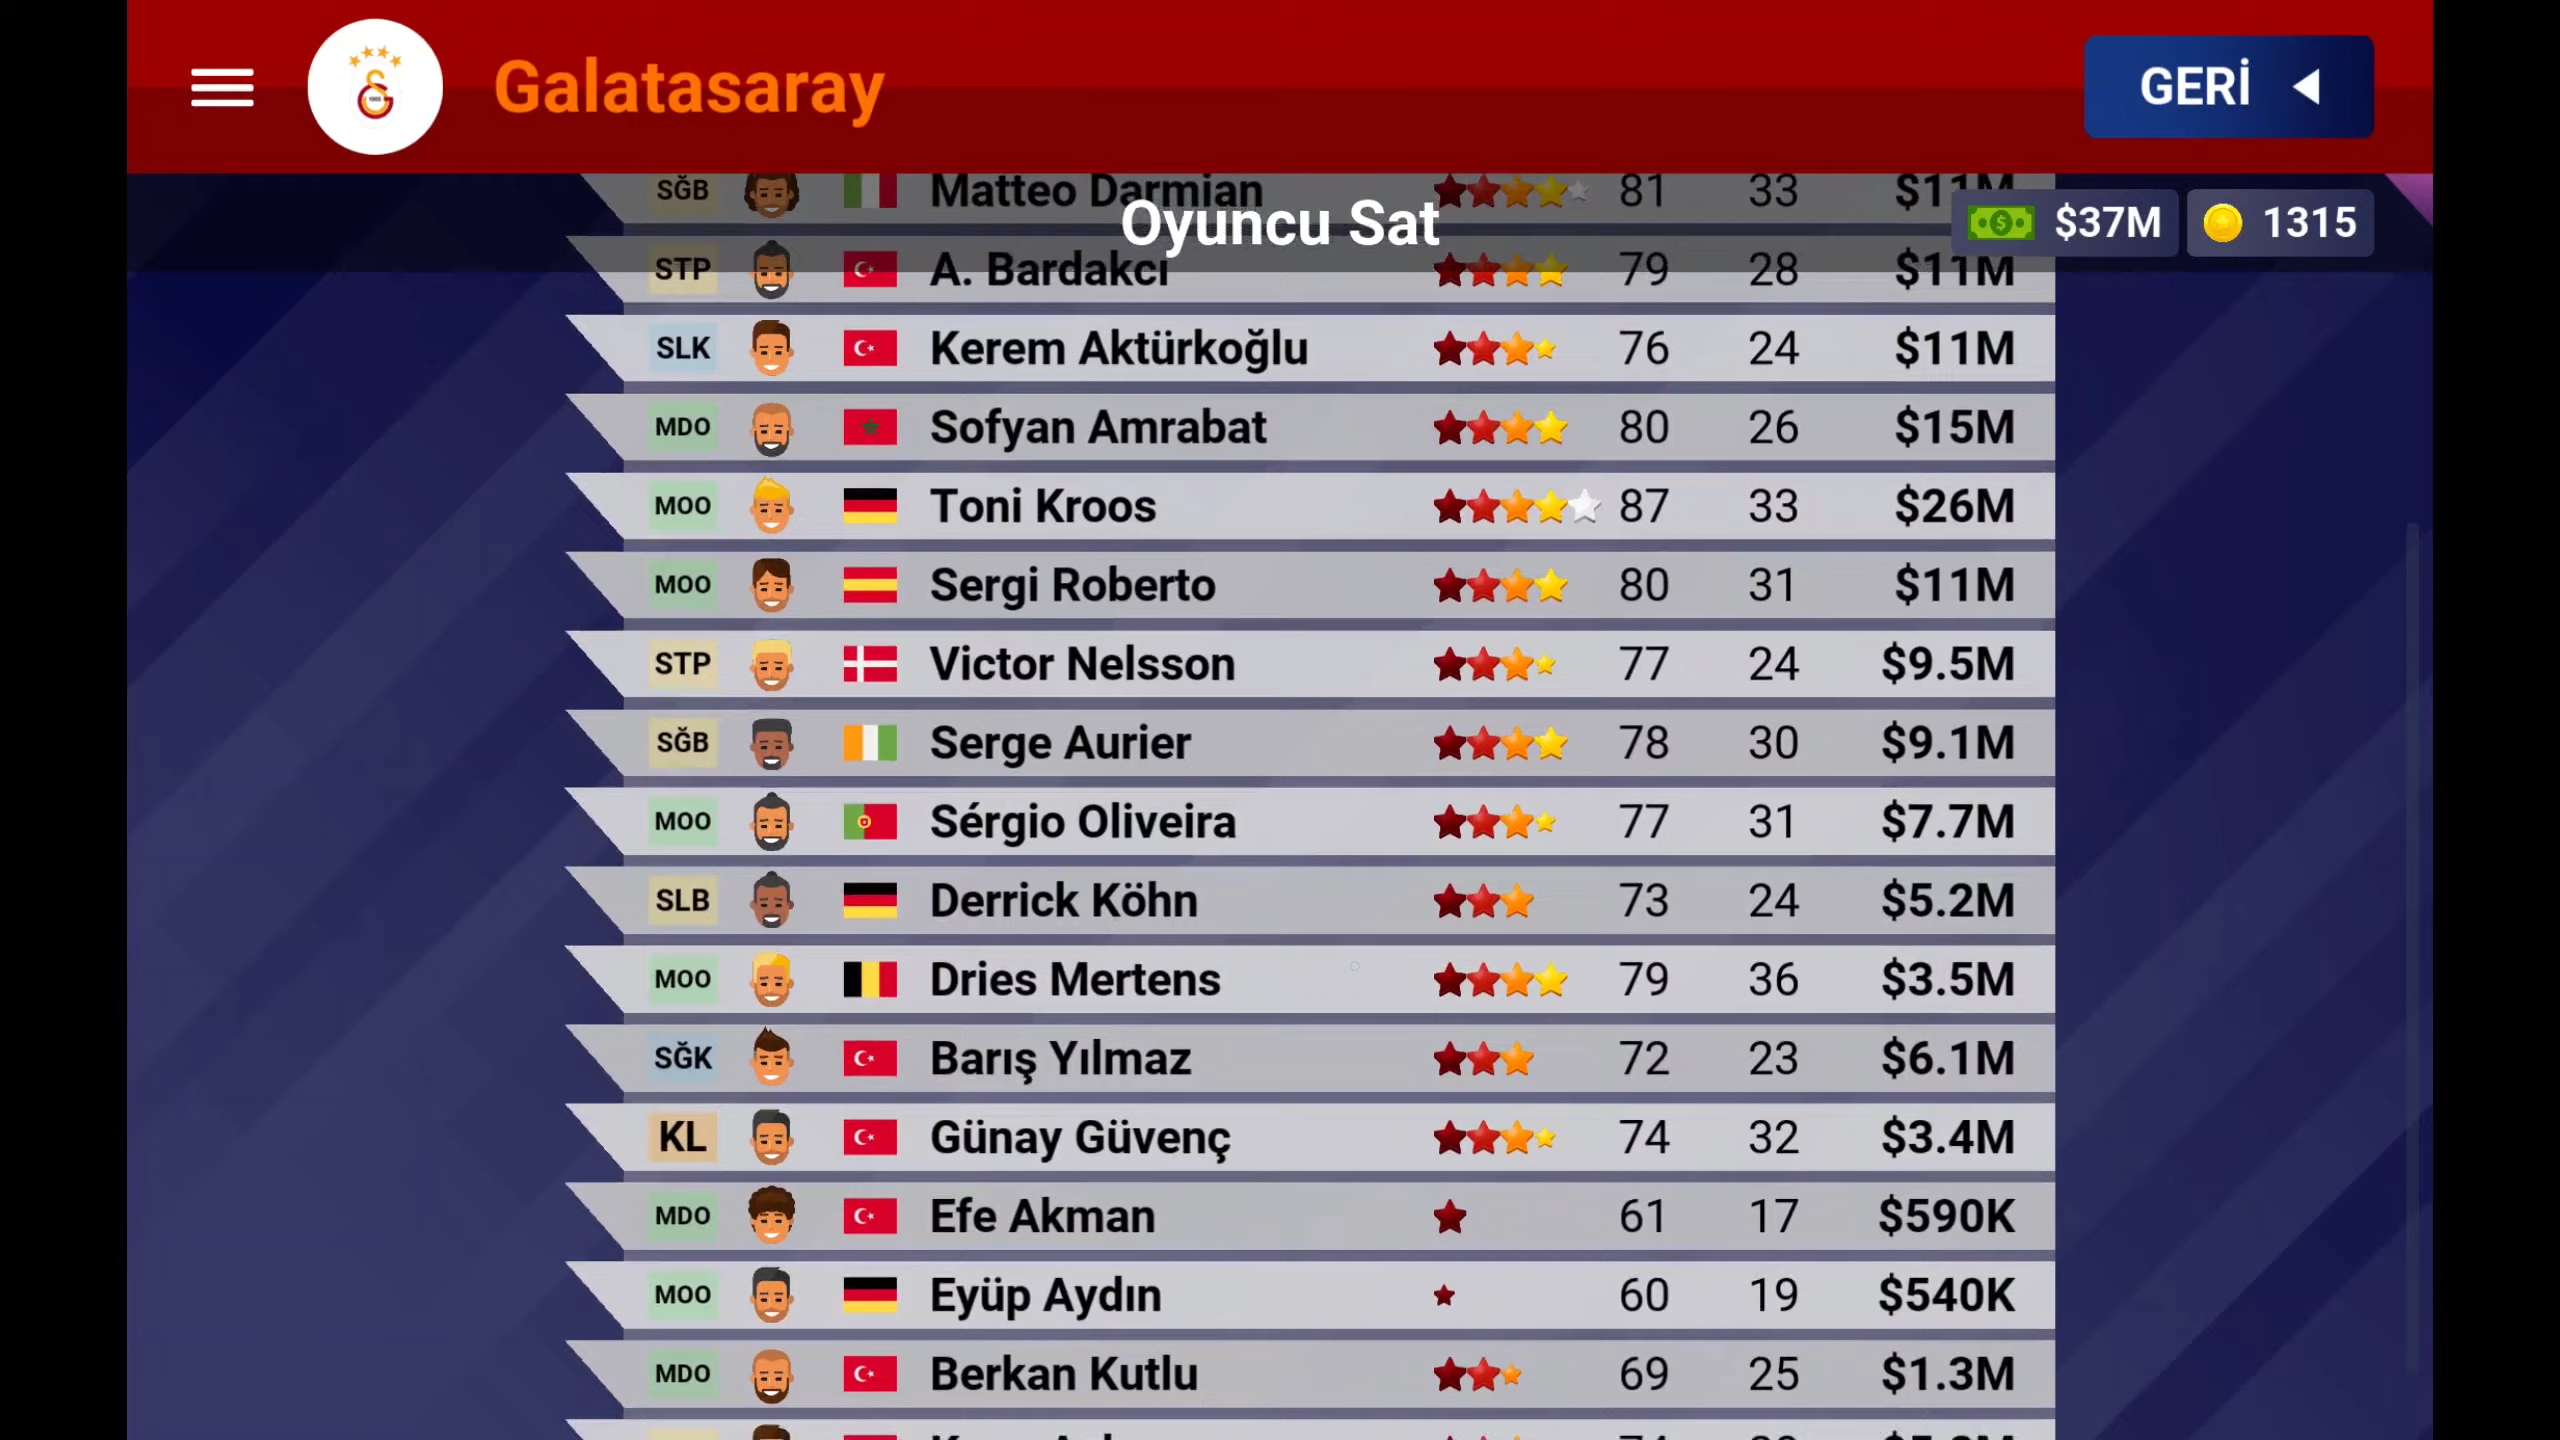 Galatasaray
GERİ
Oyuncu Sat
$37M 1315
SĞB Matteo Darmian 81 33 $11M
STP A. Bardakcı 79 28 $11M
SLK Kerem Aktürkoğlu 76 24 $11M
MDO Sofyan Amrabat 80 26 $15M
MOO Toni Kroos 87 33 $26M
MOO Sergi Roberto 80 31 $11M
STP Victor Nelsson 77 24 $9.5M
SĞB Serge Aurier 78 30 $9.1M
MOO Sérgio Oliveira 77 31 $7.7M
SLB Derrick Köhn 73 24 $5.2M
MOO Dries Mertens 79 36 $3.5M
SĞK Barış Yılmaz 72 23 $6.1M
KL Günay Güvenç 74 32 $3.4M
MDO Efe Akman 61 17 $590K
MOO Eyüp Aydın 60 19 $540K
MDO Berkan Kutlu 69 25 $1.3M